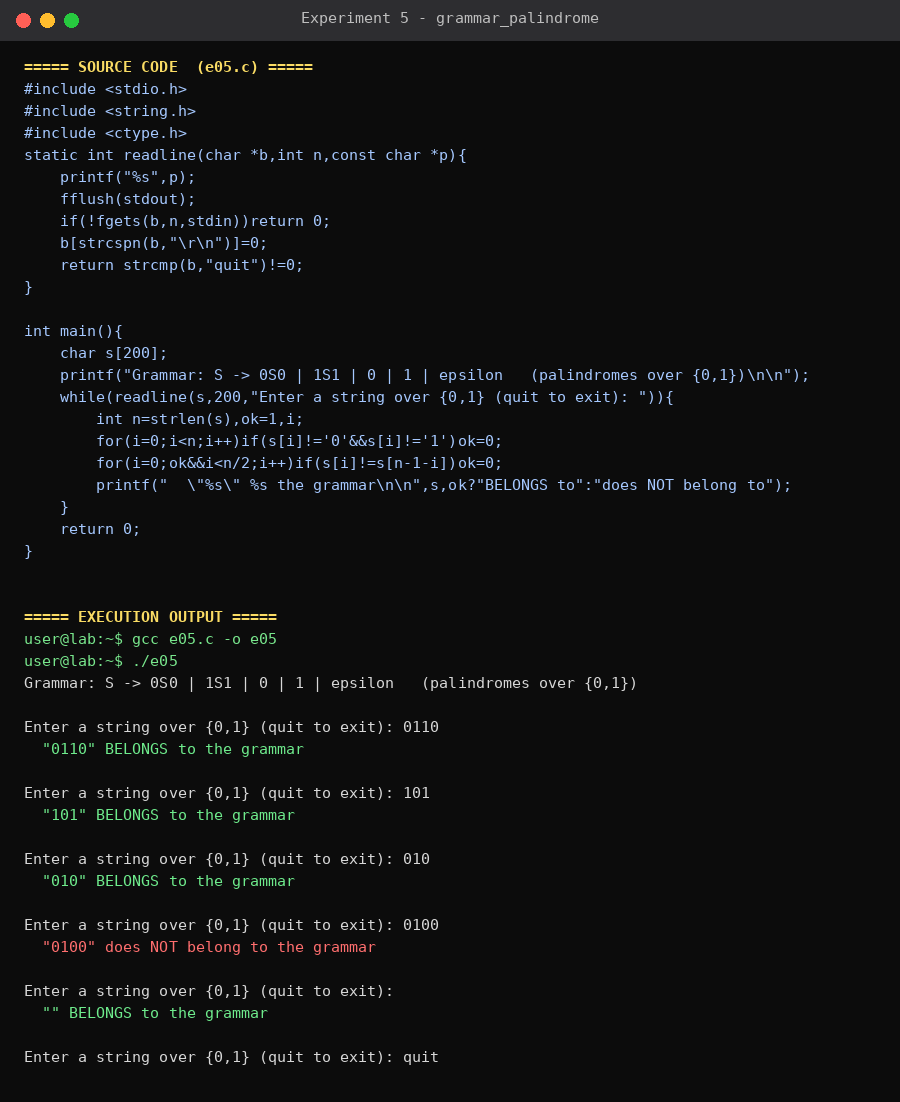 Experiment 5 - grammar_palindrome
===== SOURCE CODE  (e05.c) =====
#include <stdio.h>
#include <string.h>
#include <ctype.h>
static int readline(char *b,int n,const char *p){
    printf("%s",p);
    fflush(stdout);
    if(!fgets(b,n,stdin))return 0;
    b[strcspn(b,"\r\n")]=0;
    return strcmp(b,"quit")!=0;
}

int main(){
    char s[200];
    printf("Grammar: S -> 0S0 | 1S1 | 0 | 1 | epsilon   (palindromes over {0,1})\n\n");
    while(readline(s,200,"Enter a string over {0,1} (quit to exit): ")){
        int n=strlen(s),ok=1,i;
        for(i=0;i<n;i++)if(s[i]!='0'&&s[i]!='1')ok=0;
        for(i=0;ok&&i<n/2;i++)if(s[i]!=s[n-1-i])ok=0;
        printf("  \"%s\" %s the grammar\n\n",s,ok?"BELONGS to":"does NOT belong to");
    }
    return 0;
}

===== EXECUTION OUTPUT =====
user@lab:~$ gcc e05.c -o e05
user@lab:~$ ./e05
Grammar: S -> 0S0 | 1S1 | 0 | 1 | epsilon   (palindromes over {0,1})

Enter a string over {0,1} (quit to exit): 0110
  "0110" BELONGS to the grammar

Enter a string over {0,1} (quit to exit): 101
  "101" BELONGS to the grammar

Enter a string over {0,1} (quit to exit): 010
  "010" BELONGS to the grammar

Enter a string over {0,1} (quit to exit): 0100
  "0100" does NOT belong to the grammar

Enter a string over {0,1} (quit to exit):
  "" BELONGS to the grammar

Enter a string over {0,1} (quit to exit): quit